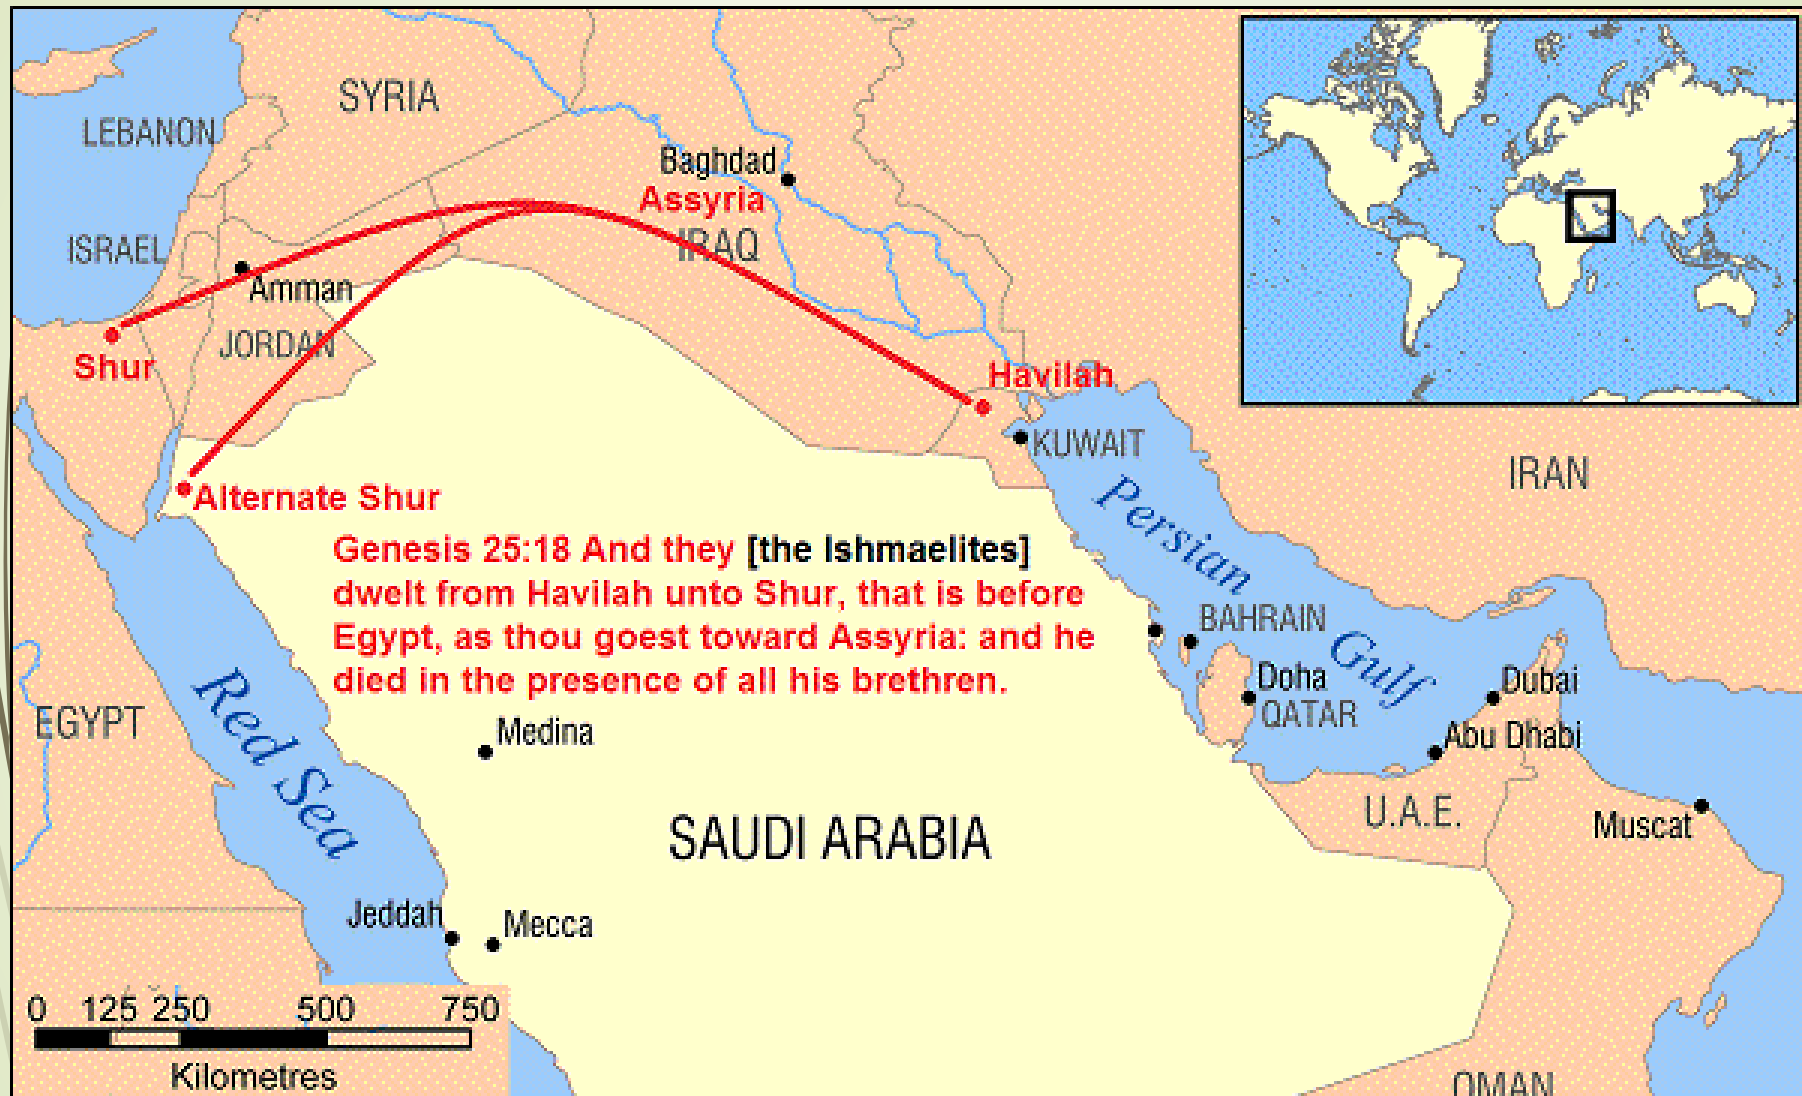 SYRIA
LEBANON
Baghdad
Assyria
IRAQ
ISRAEL
Amman
JORDAN
Shur
Havilah
KUWAIT
IRAN
Alternate Shur
Persian
Gulf
Genesis 25:18 And they [the Ishmaelites]
dwelt from Havilah unto Shur, that is before
Egypt, as thou goest toward Assyria: and he
died in the presence of all his brethren.
BAHRAIN
Doha
QATAR
Dubai
Abu Dhabi
EGYPT
Red Sea
Medina
SAUDI ARABIA
U.A.E.
Muscat
Jeddah
Mecca
0 125 250 500 750
Kilometres
OMAN